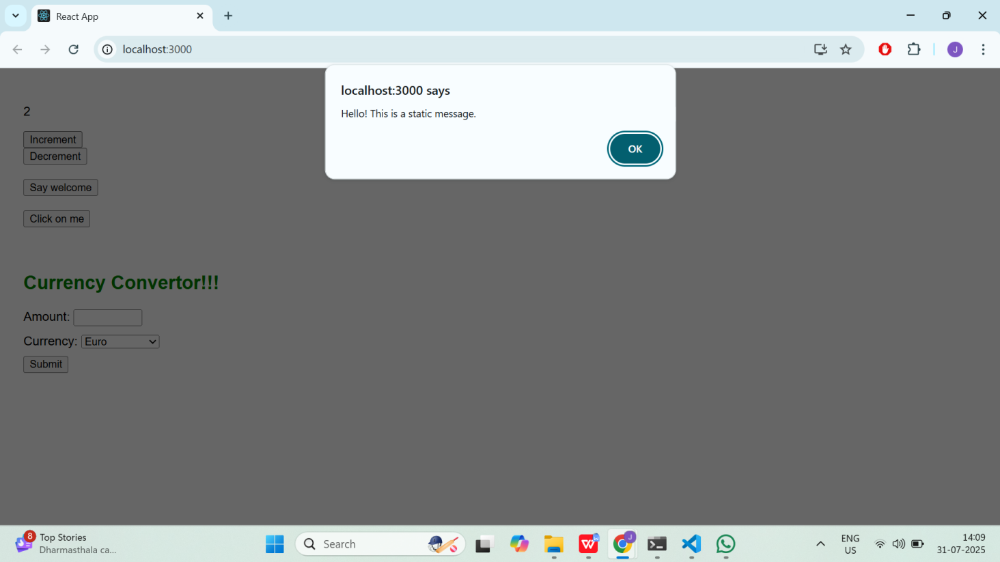 React App
localhost:3000
J
localhost:3000 says
Hello! This is a static message.
OK
2
Increment
Decrement
Say welcome
Click on me
Currency Convertor!!!
Amount:
Currency: Euro
Submit
8
Top Stories
Dharmasthala ca...
Search
W
W
J
ENG
US
14:09
31-07-2025